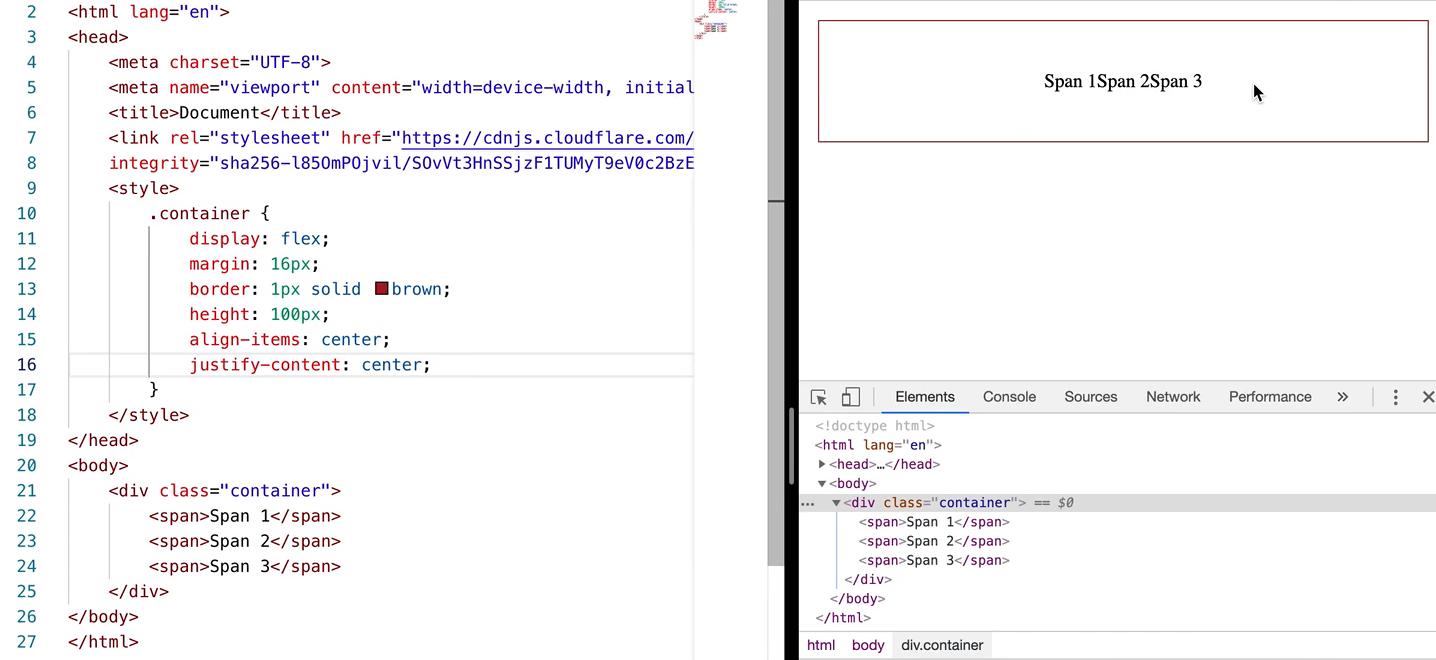 2 <html lang="en">
3 <head>
4 <meta charset="UTF-8">
5 <meta name="viewport" content="width=device-width, initial
6 <title>Document</title>
7 <link rel="stylesheet" href="https://cdnjs.cloudflare.com/
8 integrity="sha256-l85OmPOjvil/SOvVt3HnSSjzF1TUMyT9eV0c2BzE
9 <style>
10 .container {
11 display: flex;
12 margin: 16px;
13 border: 1px solid brown;
14 height: 100px;
15 align-items: center;
16 justify-content: center;
17 }
18 </style>
19 </head>
20 <body>
21 <div class="container">
22 <span>Span 1</span>
23 <span>Span 2</span>
24 <span>Span 3</span>
25 </div>
26 </body>
27 </html>
Span 1Span 2Span 3
Elements Console Sources Network Performance »
<!doctype html>
<html lang="en">
<head>…</head>
<body>
<div class="container"> == $0
<span>Span 1</span>
<span>Span 2</span>
<span>Span 3</span>
</div>
</body>
</html>
html body div.container